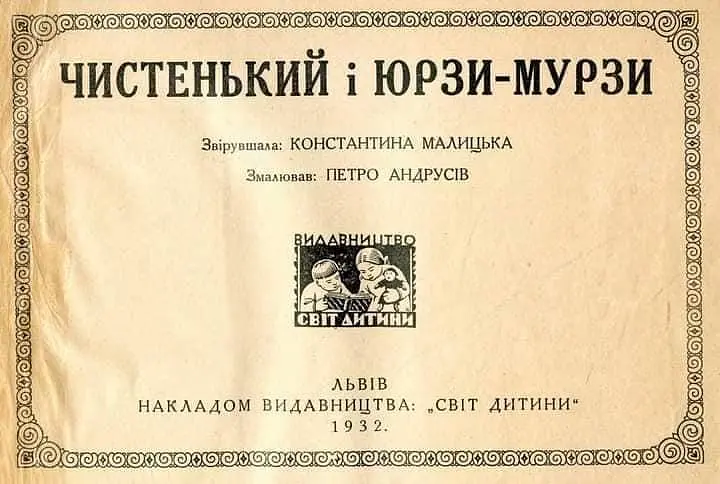 ЧИСТЕНЬКИЙ і ЮРЗИ-МУРЗИ
Звірувшала: КОНСТАНТИНА МАЛИЦЬКА
Змалював: ПЕТРО АНДРУСІВ
ВИДАВНИЦТВО
СВІТ ДИТИНИ
ЛЬВІВ
НАКЛАДОМ ВИДАВНИЦТВА: „СВІТ ДИТИНИ“
1932.